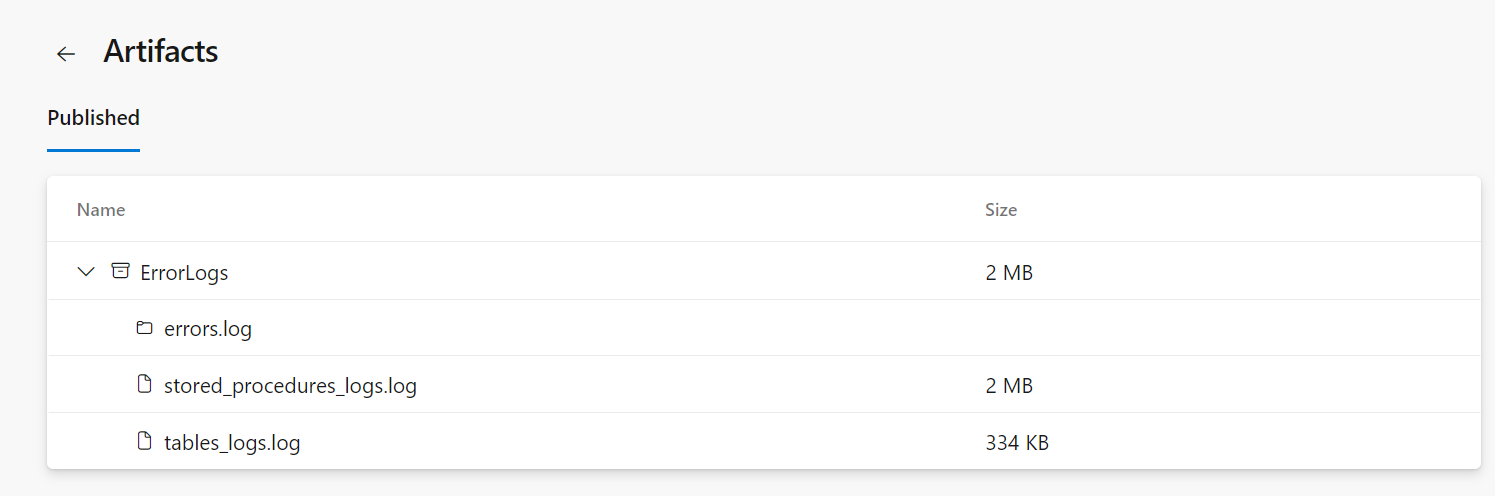 Artifacts
Published
Name Size
ErrorLogs 2 MB
errors.log
stored_procedures_logs.log 2 MB
tables_logs.log 334 KB